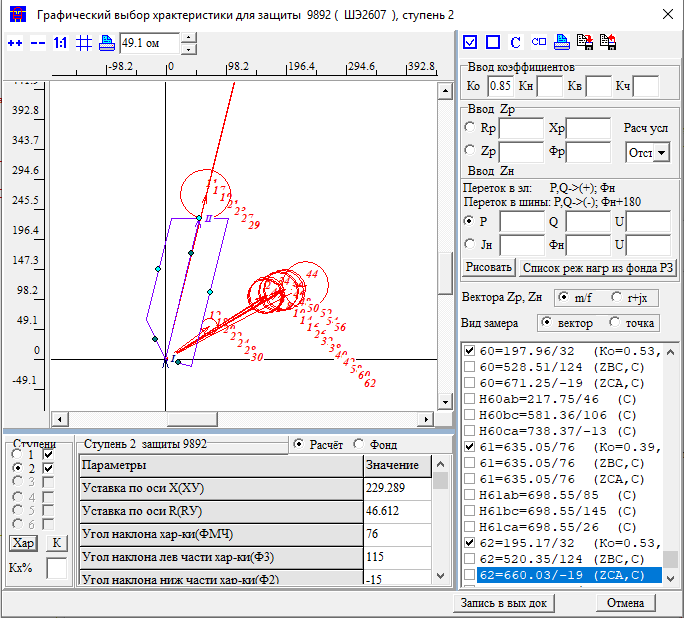 Графический выбор храктеристики для защиты 9892 ( ШЭ2607 ), ступень 2
1:1
49.1 ом
-98.2 0 98.2 196.4 294.6 392.8
392.8
343.7
294.6
245.5
196.4
147.3
98.2
49.1
0
-49.1
II
I
27
29
44
50
56
62
30
Ввод коэффициентов
Ко 0.85 Кн Кв Кч
Ввод Zp
Rp Xp Расч усл
Zp Фp Отст
Ввод Zн
Переток в зл: P,Q->(+); Фн
Переток в шины: P,Q->(-); Фн+180
P Q U
Jн Фн U
Рисовать Список реж нагр из фонда РЗ
Вектора Zp, Zн m/f r+jx
Вид замера вектор точка
60=197.96/32 (Ko=0.53,
60=528.51/124 (ZBC,C)
60=671.25/-19 (ZCA,C)
H60ab=217.75/46 (C)
H60bc=581.36/106 (C)
H60ca=738.37/-13 (C)
61=635.05/76 (Ko=0.39,
61=635.05/76 (ZBC,C)
61=635.05/76 (ZCA,C)
H61ab=698.55/85 (C)
H61bc=698.55/145 (C)
H61ca=698.55/26 (C)
62=195.17/32 (Ko=0.53,
62=520.35/124 (ZBC,C)
62=660.03/-19 (ZCA,C)
Ступени
1
2
3
4
5
6
Хар К
Кх%
Ступень 2 защиты 9892 Расчёт Фонд
Параметры Значение
Уставка по оси X(ХУ) 229.289
Уставка по оси R(RУ) 46.612
Угол наклона хар-ки(ФМЧ) 76
Угол наклона лев части хар-ки(Ф3) 115
Угол наклона ниж части хар-ки(Ф2) -15
Запись в вых док Отмена